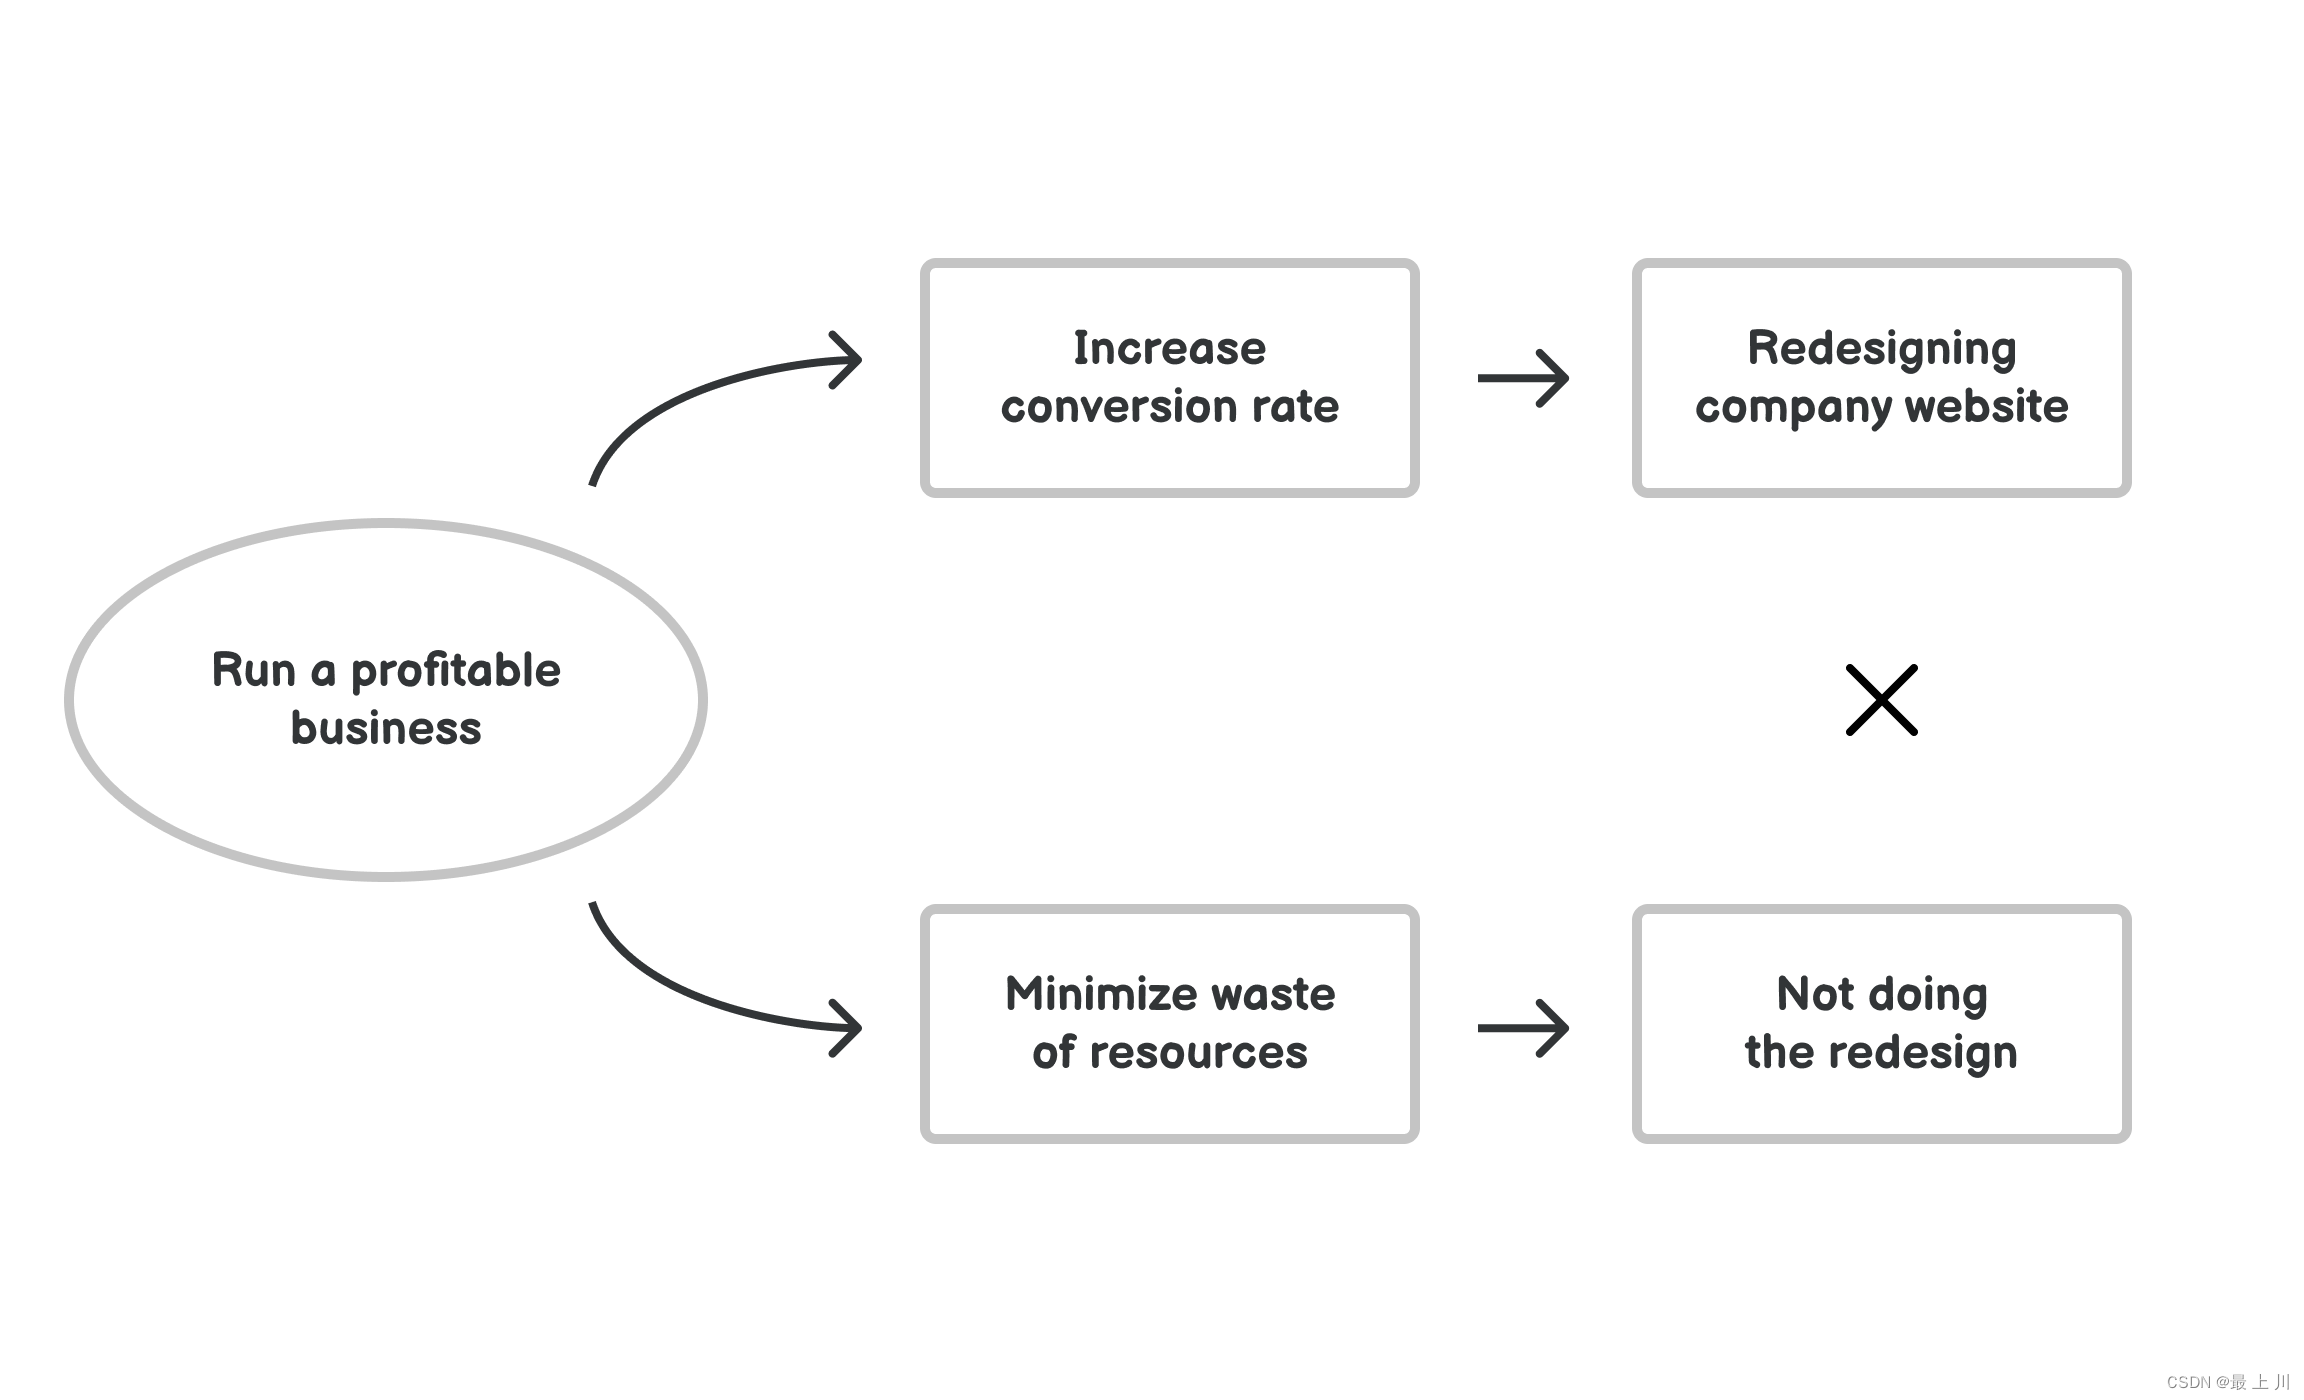 Increase
conversion rate
Redesigning
company website
Run a profitable
business
Minimize waste
of resources
Not doing
the redesign
CSDN @最 上 川